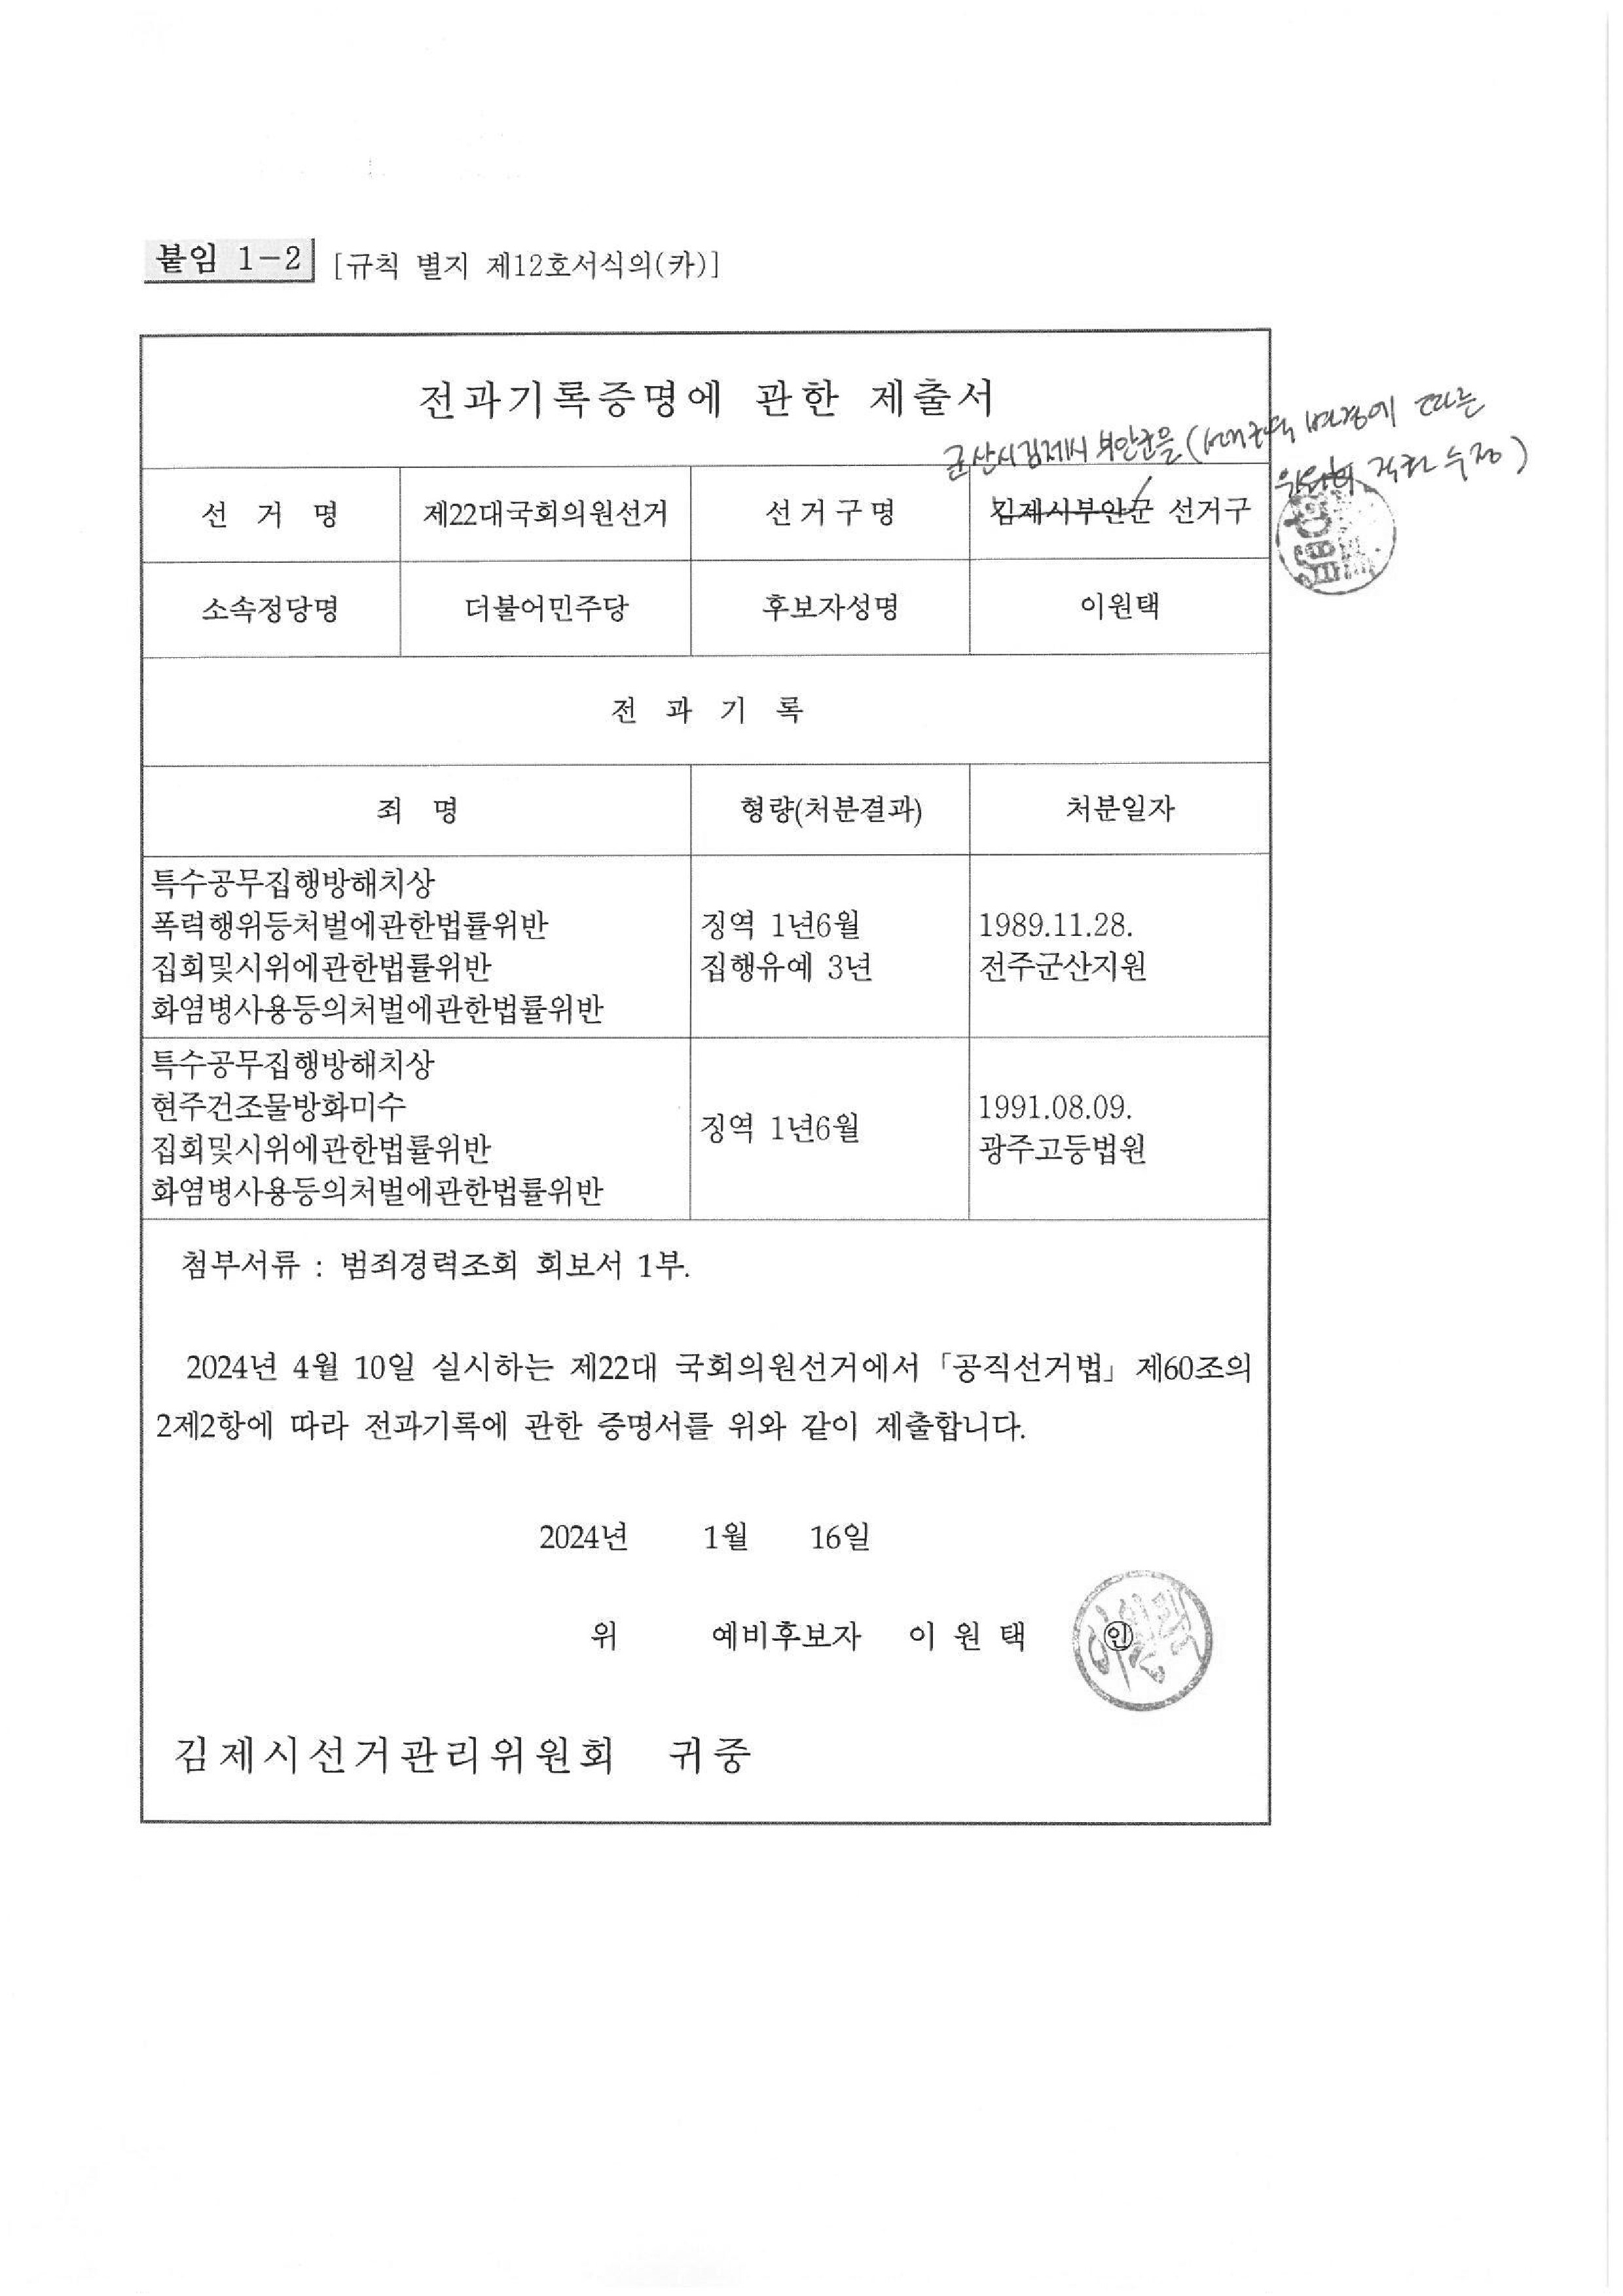 붙임 1-2 [규칙 별지 제12호서식의(카)]
전과기록증명에 관한 제출서
군산시김제시부안군을 (선거구역 변경에 따른
위원회 직권 수정)
선 거 명 제22대국회의원선거 선거구명 김제시부안군 선거구
소속정당명 더불어민주당 후보자성명 이원택
전 과 기 록
죄 명 형량(처분결과) 처분일자
특수공무집행방해치상
폭력행위등처벌에관한법률위반
집회및시위에관한법률위반
화염병사용등의처벌에관한법률위반
징역 1년6월
집행유예 3년
1989.11.28.
전주군산지원
특수공무집행방해치상
현주건조물방화미수
집회및시위에관한법률위반
화염병사용등의처벌에관한법률위반
징역 1년6월
1991.08.09.
광주고등법원
첨부서류 : 범죄경력조회 회보서 1부.
2024년 4월 10일 실시하는 제22대 국회의원선거에서 「공직선거법」 제60조의
2제2항에 따라 전과기록에 관한 증명서를 위와 같이 제출합니다.
2024년 1월 16일
위 예비후보자 이 원 택 ㊞
이원택
김제시선거관리위원회 귀중